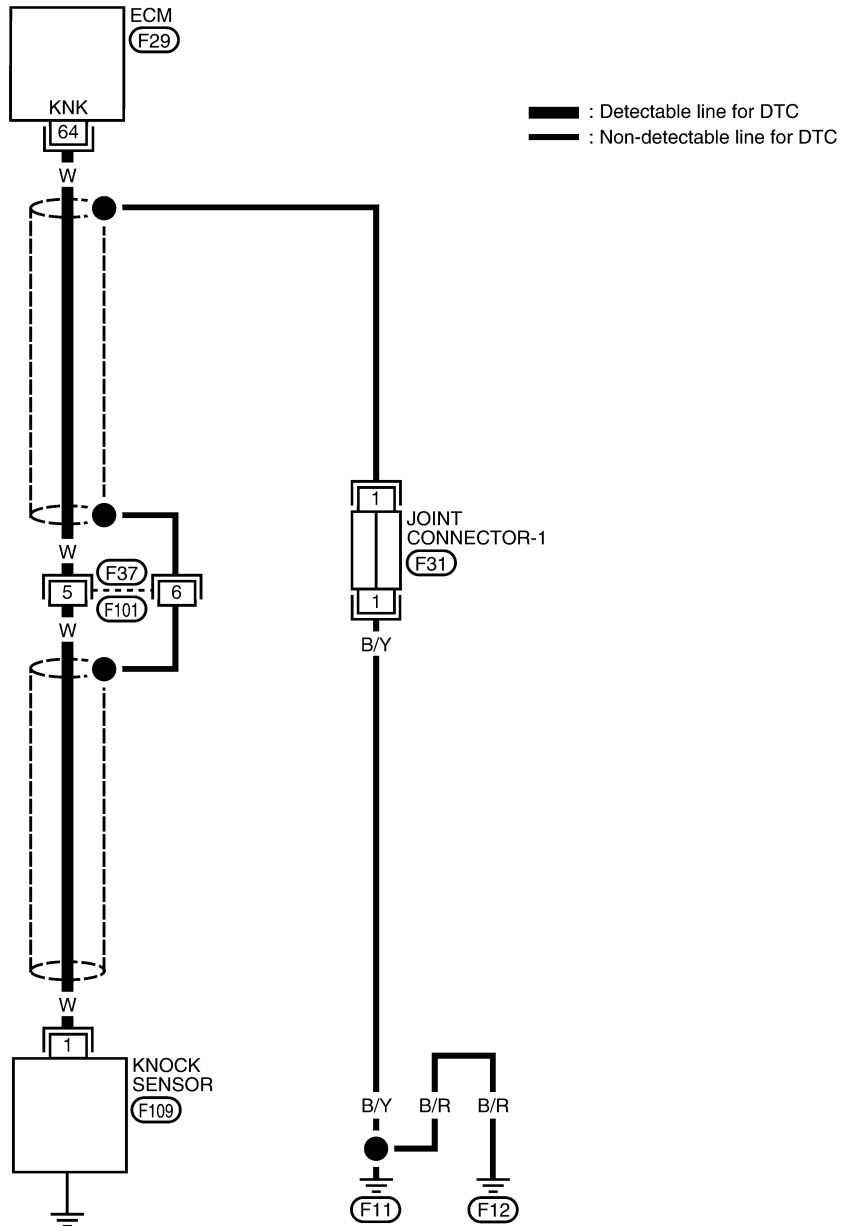 ECM
F29
KNK
64
: Detectable line for DTC
: Non-detectable line for DTC
W
1
JOINT
CONNECTOR-1
F31
W
F37
5
6
F101
1
W
B/Y
W
1
KNOCK
SENSOR
F109
B/Y
B/R
B/R
F11
F12